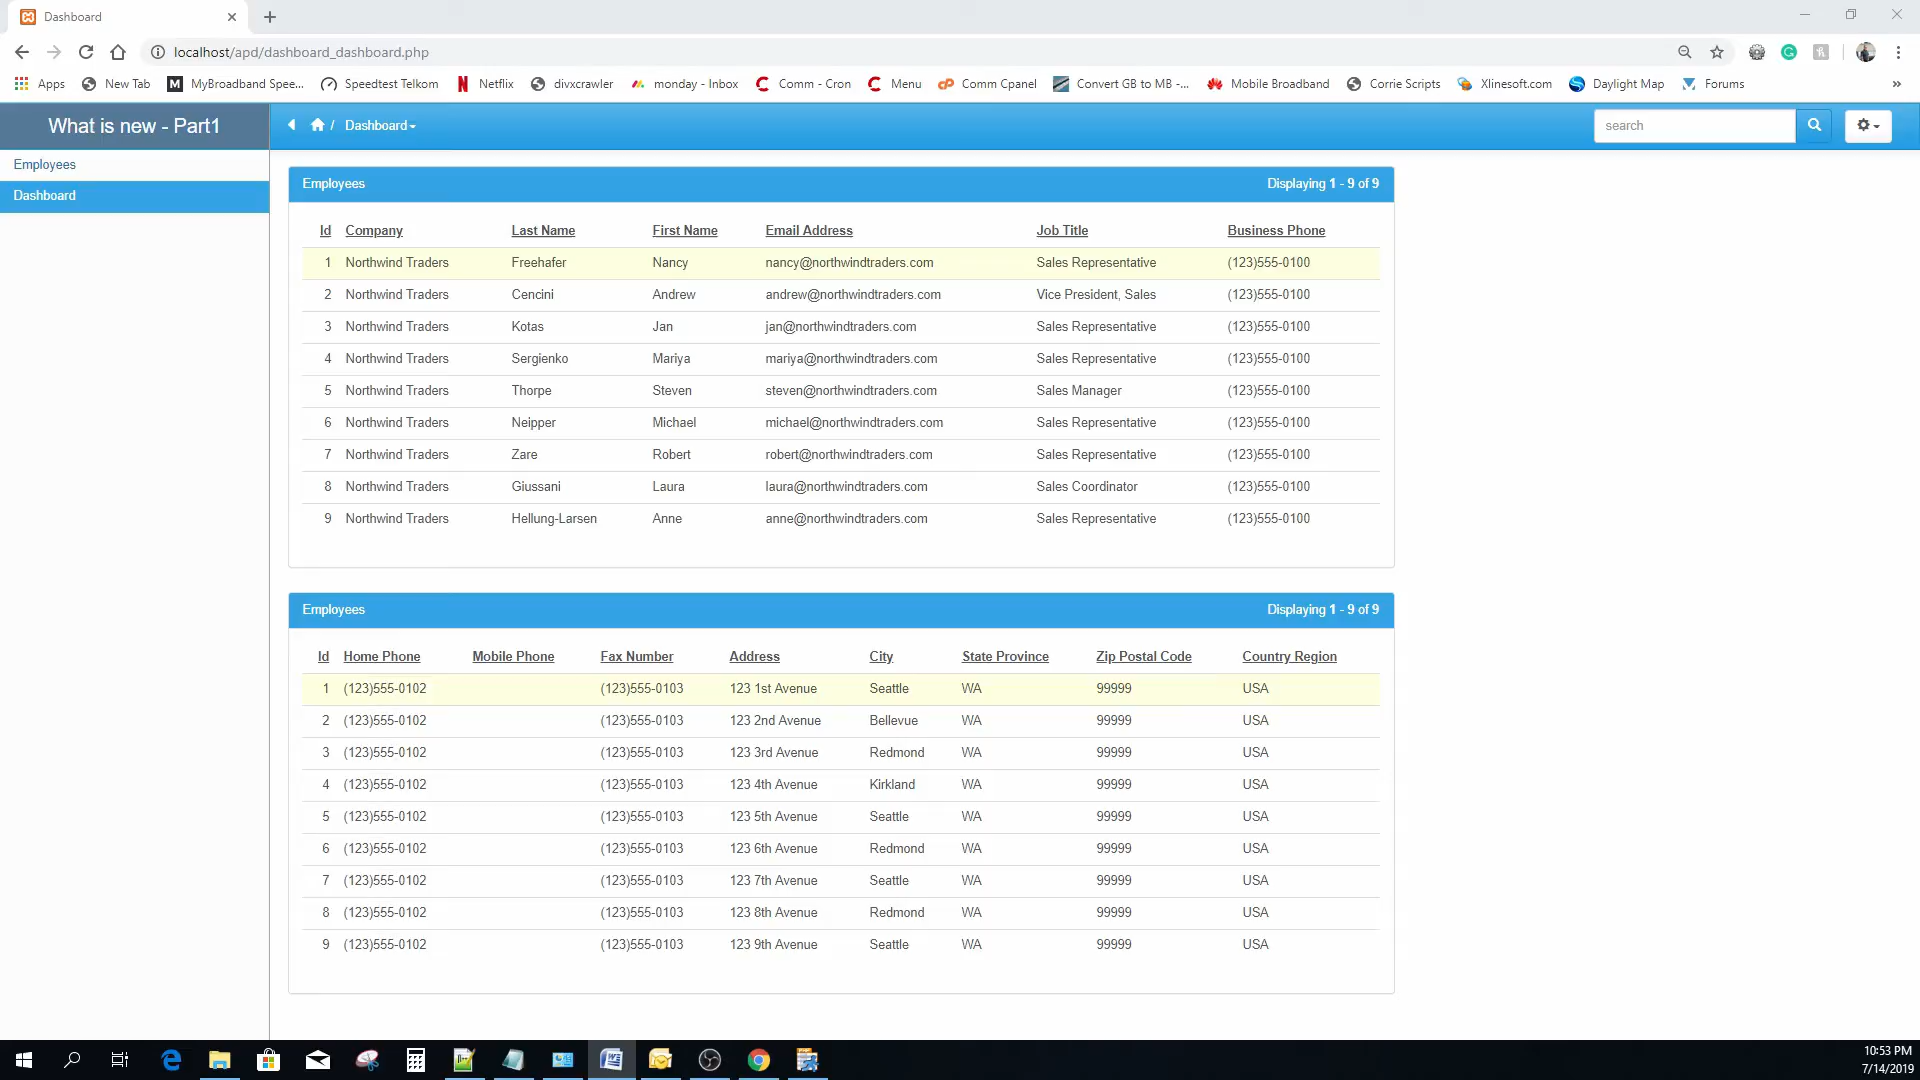 Dashboard
localhost/apd/dashboard_dashboard.php
Apps New Tab MyBroadband Spee... Speedtest Telkom Netflix divxcrawler monday - Inbox Comm - Cron Menu Comm Cpanel Convert GB to MB -... Mobile Broadband Corrie Scripts Xlinesoft.com Daylight Map Forums »
What is new - Part1 / Dashboard search
Employees
Dashboard
Employees Displaying 1 - 9 of 9
Id Company Last Name First Name Email Address Job Title Business Phone
1 Northwind Traders Freehafer Nancy nancy@northwindtraders.com Sales Representative (123)555-0100
2 Northwind Traders Cencini Andrew andrew@northwindtraders.com Vice President, Sales (123)555-0100
3 Northwind Traders Kotas Jan jan@northwindtraders.com Sales Representative (123)555-0100
4 Northwind Traders Sergienko Mariya mariya@northwindtraders.com Sales Representative (123)555-0100
5 Northwind Traders Thorpe Steven steven@northwindtraders.com Sales Manager (123)555-0100
6 Northwind Traders Neipper Michael michael@northwindtraders.com Sales Representative (123)555-0100
7 Northwind Traders Zare Robert robert@northwindtraders.com Sales Representative (123)555-0100
8 Northwind Traders Giussani Laura laura@northwindtraders.com Sales Coordinator (123)555-0100
9 Northwind Traders Hellung-Larsen Anne anne@northwindtraders.com Sales Representative (123)555-0100
Employees Displaying 1 - 9 of 9
Id Home Phone Mobile Phone Fax Number Address City State Province Zip Postal Code Country Region
1 (123)555-0102 (123)555-0103 123 1st Avenue Seattle WA 99999 USA
2 (123)555-0102 (123)555-0103 123 2nd Avenue Bellevue WA 99999 USA
3 (123)555-0102 (123)555-0103 123 3rd Avenue Redmond WA 99999 USA
4 (123)555-0102 (123)555-0103 123 4th Avenue Kirkland WA 99999 USA
5 (123)555-0102 (123)555-0103 123 5th Avenue Seattle WA 99999 USA
6 (123)555-0102 (123)555-0103 123 6th Avenue Redmond WA 99999 USA
7 (123)555-0102 (123)555-0103 123 7th Avenue Seattle WA 99999 USA
8 (123)555-0102 (123)555-0103 123 8th Avenue Redmond WA 99999 USA
9 (123)555-0102 (123)555-0103 123 9th Avenue Seattle WA 99999 USA
10:53 PM
7/14/2019